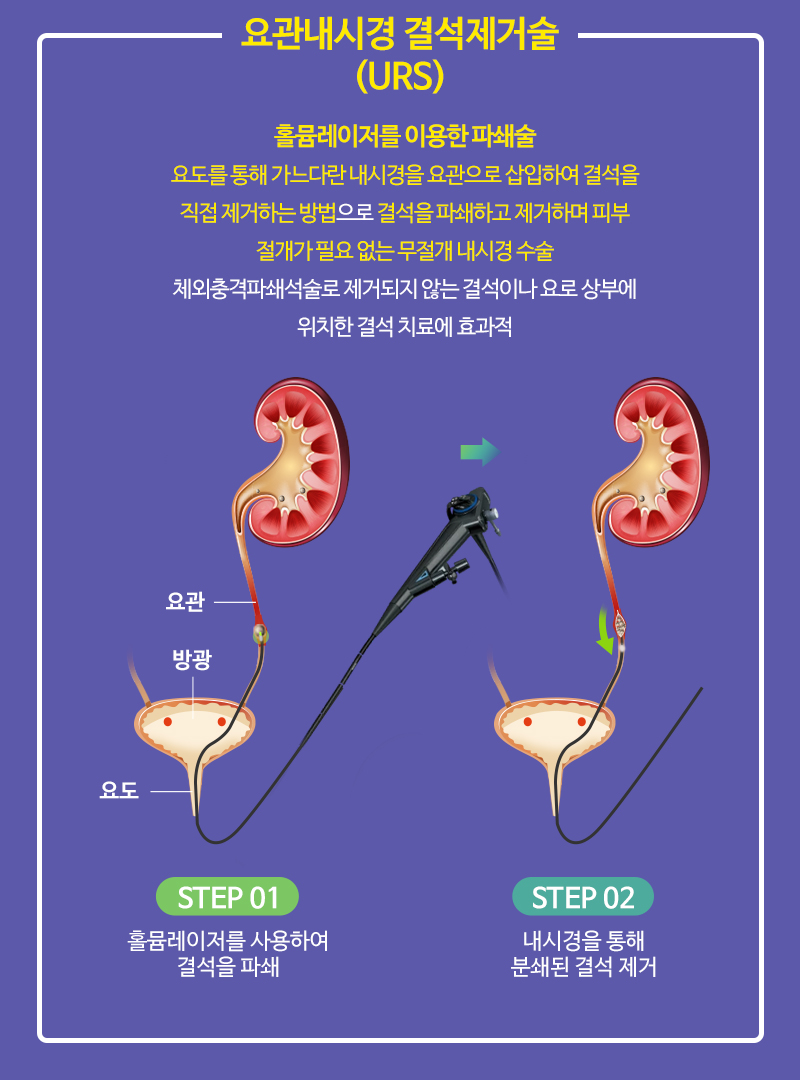 요관내시경 결석제거술
(URS)
홀뮴레이저를 이용한 파쇄술
요도를 통해 가느다란 내시경을 요관으로 삽입하여 결석을
직접 제거하는 방법으로 결석을 파쇄하고 제거하며 피부
절개가 필요 없는 무절개 내시경 수술
체외충격파쇄석술로 제거되지 않는 결석이나 요로 상부에
위치한 결석 치료에 효과적
요관
방광
요도
STEP 01
홀뮴레이저를 사용하여
결석을 파쇄
STEP 02
내시경을 통해
분쇄된 결석 제거